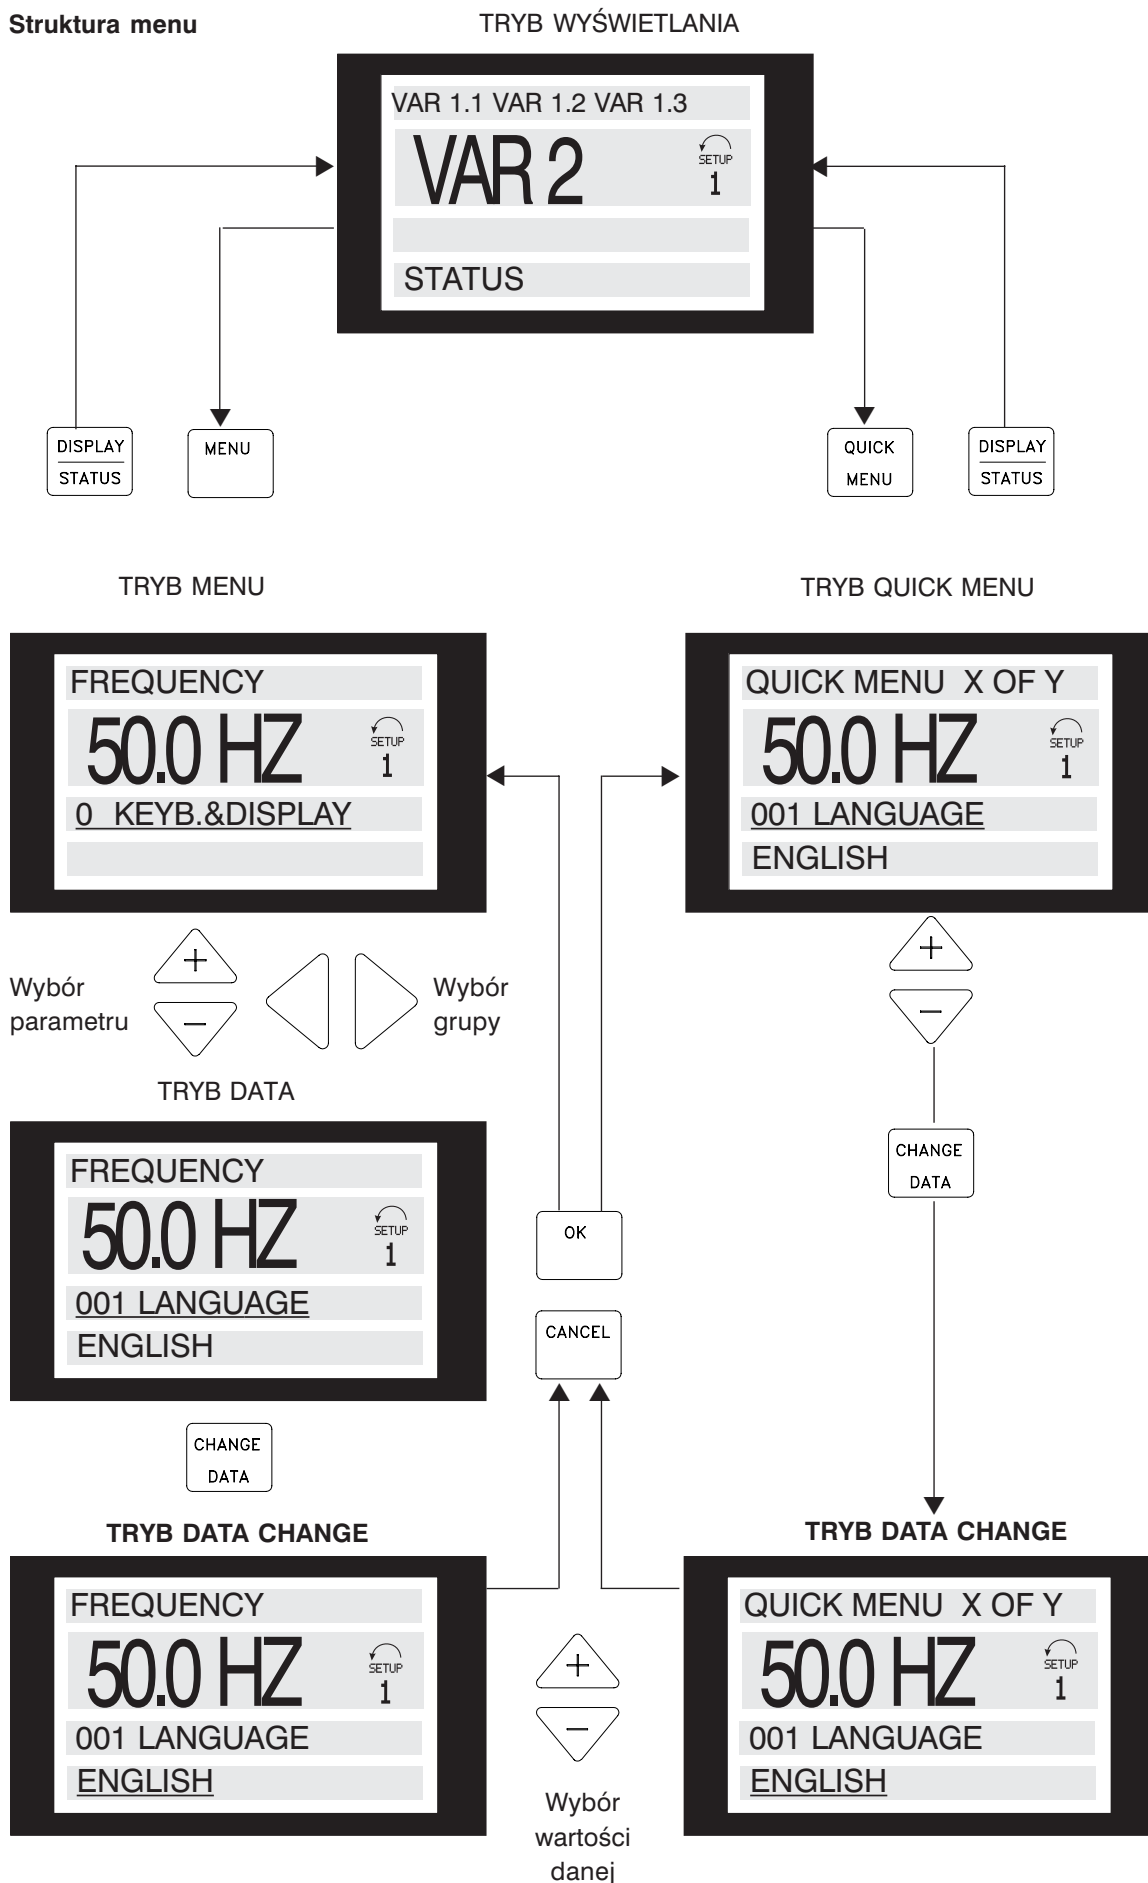 Struktura menu
TRYB WYŚWIETLANIA
VAR 1.1 VAR 1.2 VAR 1.3
VAR 2
SETUP
1
STATUS
DISPLAY
STATUS
MENU
QUICK
MENU
DISPLAY
STATUS
TRYB MENU
TRYB QUICK MENU
FREQUENCY
50.0 HZ
SETUP
1
0 KEYB.&DISPLAY
QUICK MENU X OF Y
50.0 HZ
SETUP
1
001 LANGUAGE
ENGLISH
Wybór
parametru
+
−
Wybór
grupy
+
−
TRYB DATA
FREQUENCY
50.0 HZ
SETUP
1
001 LANGUAGE
ENGLISH
CHANGE
DATA
OK
CANCEL
CHANGE
DATA
TRYB DATA CHANGE
TRYB DATA CHANGE
FREQUENCY
50.0 HZ
SETUP
1
001 LANGUAGE
ENGLISH
+
−
Wybór
wartości
danej
QUICK MENU X OF Y
50.0 HZ
SETUP
1
001 LANGUAGE
ENGLISH